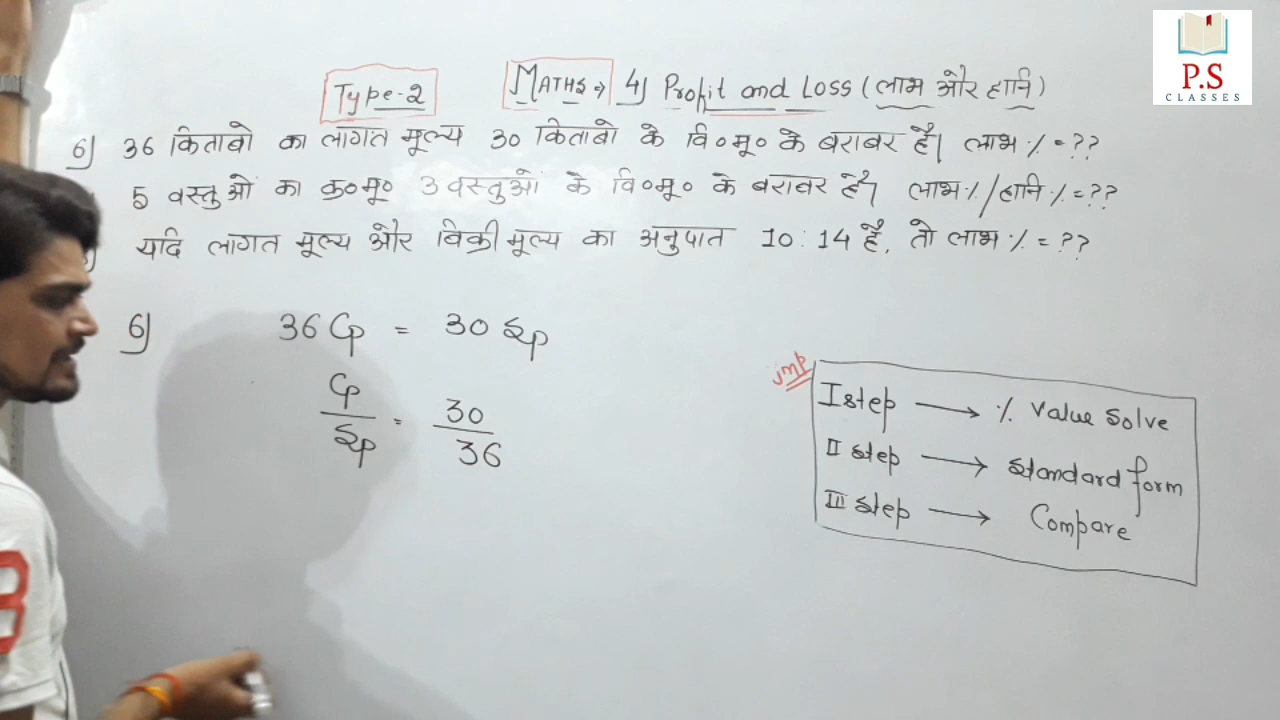 P.S
CLASSES
Type-2
MATHS → 4) Profit and Loss (लाभ और हानि)
6) 36 किताबो का लागत मूल्य 30 किताबो के वि०मू० के बराबर है। लाभ % = ??
5 वस्तुओं का क्र०मू० 3 वस्तुओं के वि०मू० के बराबर है। लाभ % / हानि % = ??
यदि लागत मूल्य और विक्री मूल्य का अनुपात 10 : 14 है, तो लाभ % = ??
6) 36 CP = 30 SP
CP/SP = 30/36
imp
I step → % Value Solve
II step → Standard form
III step → Compare